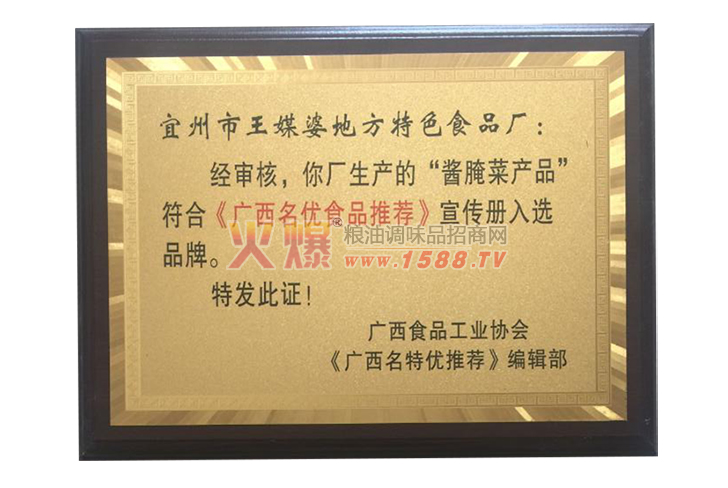 宜州市王媒婆地方特色食品厂：
经审核，你厂生产的“酱腌菜产品”
符合《广西名优食品推荐》宣传册入选
火爆 粮油调味品招商网
www.1588.TV
品牌。
特发此证！
广西食品工业协会
《广西名特优推荐》编辑部